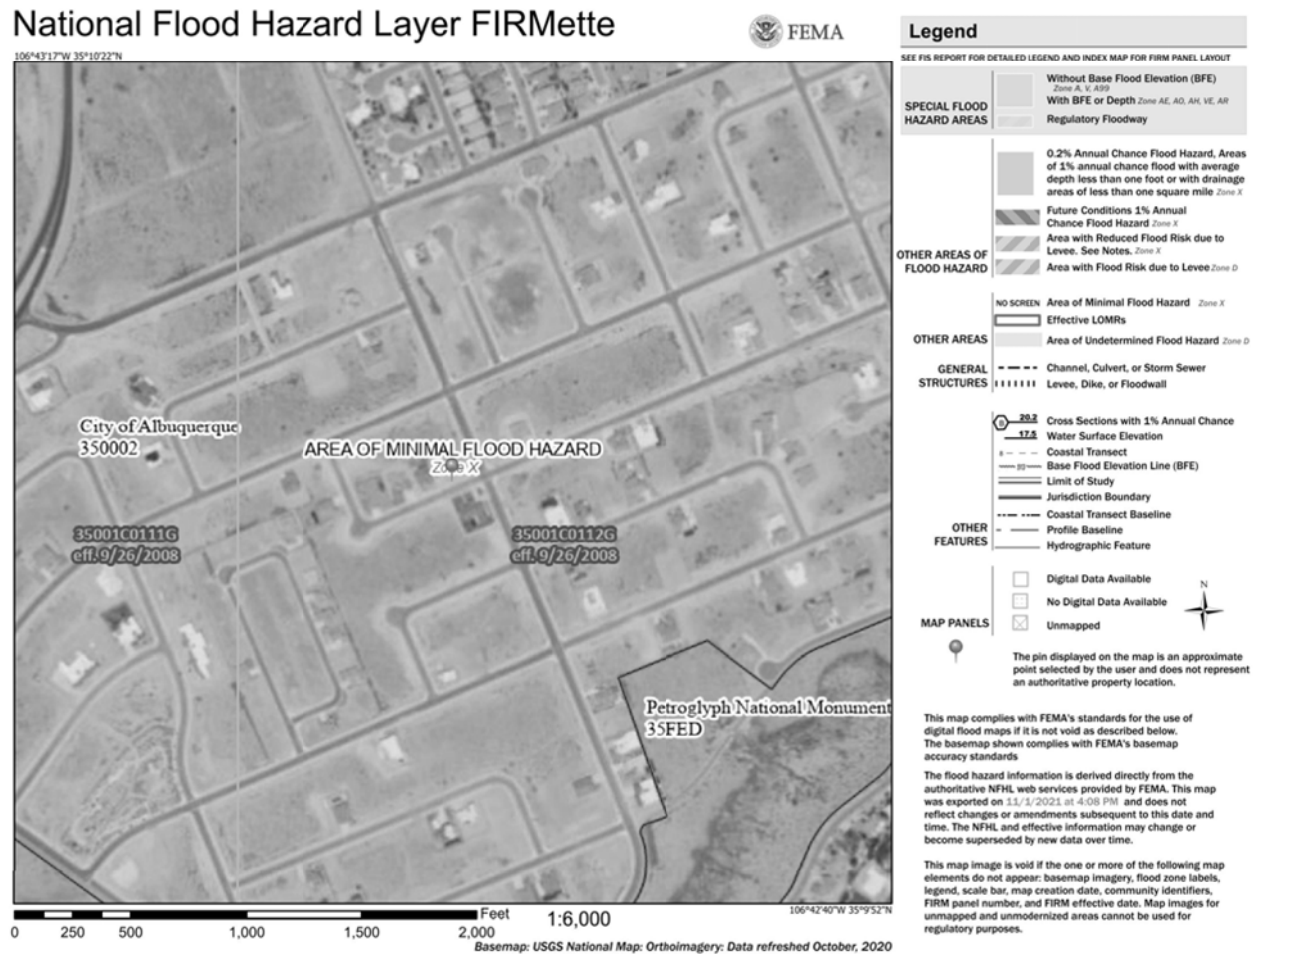 National Flood Hazard Layer FIRMette
FEMA
106°43'17"W 35°10'22"N
City of Albuquerque
350002
AREA OF MINIMAL FLOOD HAZARD
Zone X
35001C0111G
eff. 9/26/2008
35001C0112G
eff. 9/26/2008
Petroglyph National Monument
35FED
106°42'40"W 35°9'52"N
Feet
1:6,000
0 250 500 1,000 1,500 2,000
Basemap: USGS National Map: Orthoimagery: Data refreshed October, 2020
Legend
SEE FIS REPORT FOR DETAILED LEGEND AND INDEX MAP FOR FIRM PANEL LAYOUT
SPECIAL FLOOD
HAZARD AREAS
Without Base Flood Elevation (BFE)
Zone A, V, A99
With BFE or Depth Zone AE, AO, AH, VE, AR
Regulatory Floodway
OTHER AREAS OF
FLOOD HAZARD
0.2% Annual Chance Flood Hazard, Areas
of 1% annual chance flood with average
depth less than one foot or with drainage
areas of less than one square mile Zone X
Future Conditions 1% Annual
Chance Flood Hazard Zone X
Area with Reduced Flood Risk due to
Levee. See Notes. Zone X
Area with Flood Risk due to Levee Zone D
OTHER AREAS
NO SCREEN Area of Minimal Flood Hazard Zone X
Effective LOMRs
Area of Undetermined Flood Hazard Zone D
GENERAL
STRUCTURES
Channel, Culvert, or Storm Sewer
Levee, Dike, or Floodwall
OTHER
FEATURES
B 20.2 Cross Sections with 1% Annual Chance
17.5 Water Surface Elevation
Coastal Transect
Base Flood Elevation Line (BFE)
Limit of Study
Jurisdiction Boundary
Coastal Transect Baseline
Profile Baseline
Hydrographic Feature
MAP PANELS
Digital Data Available
No Digital Data Available
Unmapped
N
The pin displayed on the map is an approximate
point selected by the user and does not represent
an authoritative property location.
This map complies with FEMA's standards for the use of
digital flood maps if it is not void as described below.
The basemap shown complies with FEMA's basemap
accuracy standards
The flood hazard information is derived directly from the
authoritative NFHL web services provided by FEMA. This map
was exported on 11/1/2021 at 4:08 PM and does not
reflect changes or amendments subsequent to this date and
time. The NFHL and effective information may change or
become superseded by new data over time.
This map image is void if the one or more of the following map
elements do not appear: basemap imagery, flood zone labels,
legend, scale bar, map creation date, community identifiers,
FIRM panel number, and FIRM effective date. Map images for
unmapped and unmodernized areas cannot be used for
regulatory purposes.